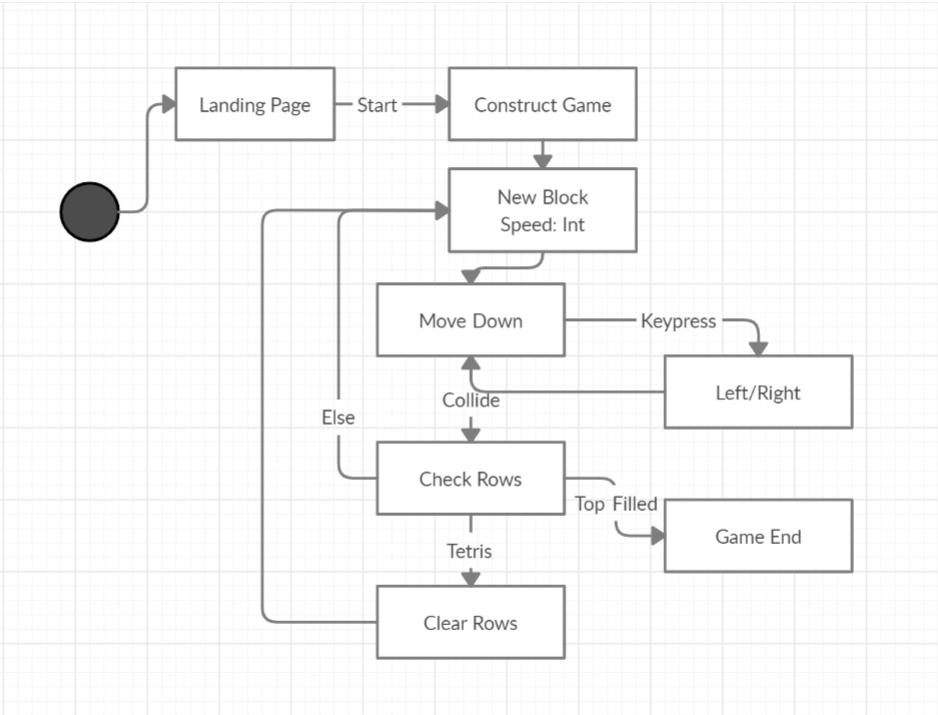 Landing Page
Start
Construct Game
New Block
Speed: Int
Move Down
Keypress
Left/Right
Collide
Else
Check Rows
Top Filled
Game End
Tetris
Clear Rows